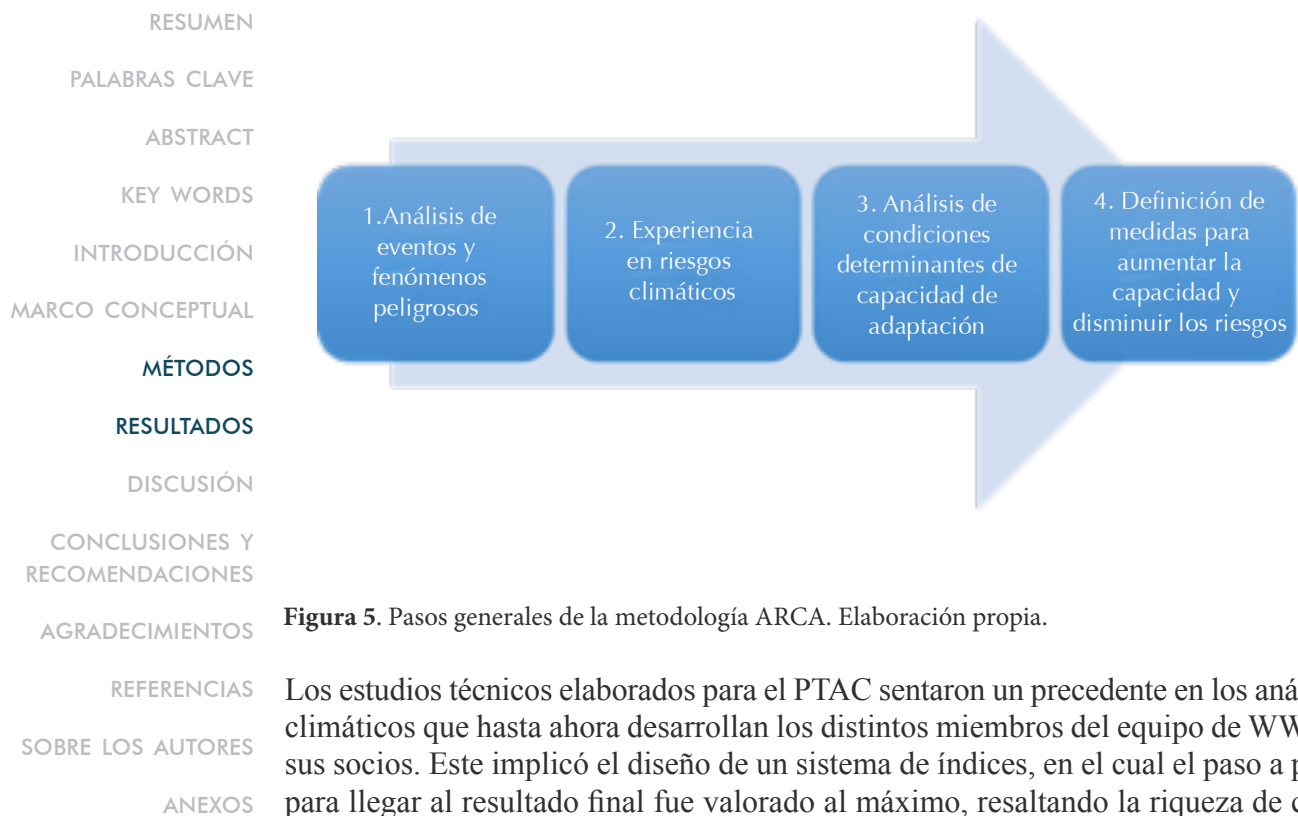 RESUMEN
PALABRAS CLAVE
ABSTRACT
KEY WORDS
INTRODUCCIÓN
MARCO CONCEPTUAL
MÉTODOS
RESULTADOS
DISCUSIÓN
CONCLUSIONES Y
RECOMENDACIONES
AGRADECIMIENTOS
REFERENCIAS
SOBRE LOS AUTORES
ANEXOS
1.Análisis de
eventos y
fenómenos
peligrosos
2. Experiencia
en riesgos
climáticos
3. Análisis de
condiciones
determinantes de
capacidad de
adaptación
4. Definición de
medidas para
aumentar la
capacidad y
disminuir los riesgos
Figura 5. Pasos generales de la metodología ARCA. Elaboración propia.
Los estudios técnicos elaborados para el PTAC sentaron un precedente en los
climáticos que hasta ahora desarrollan los distintos miembros del equipo de
sus socios. Este implicó el diseño de un sistema de índices, en el cual el paso a
para llegar al resultado final fue valorado al máximo, resaltando la riqueza de